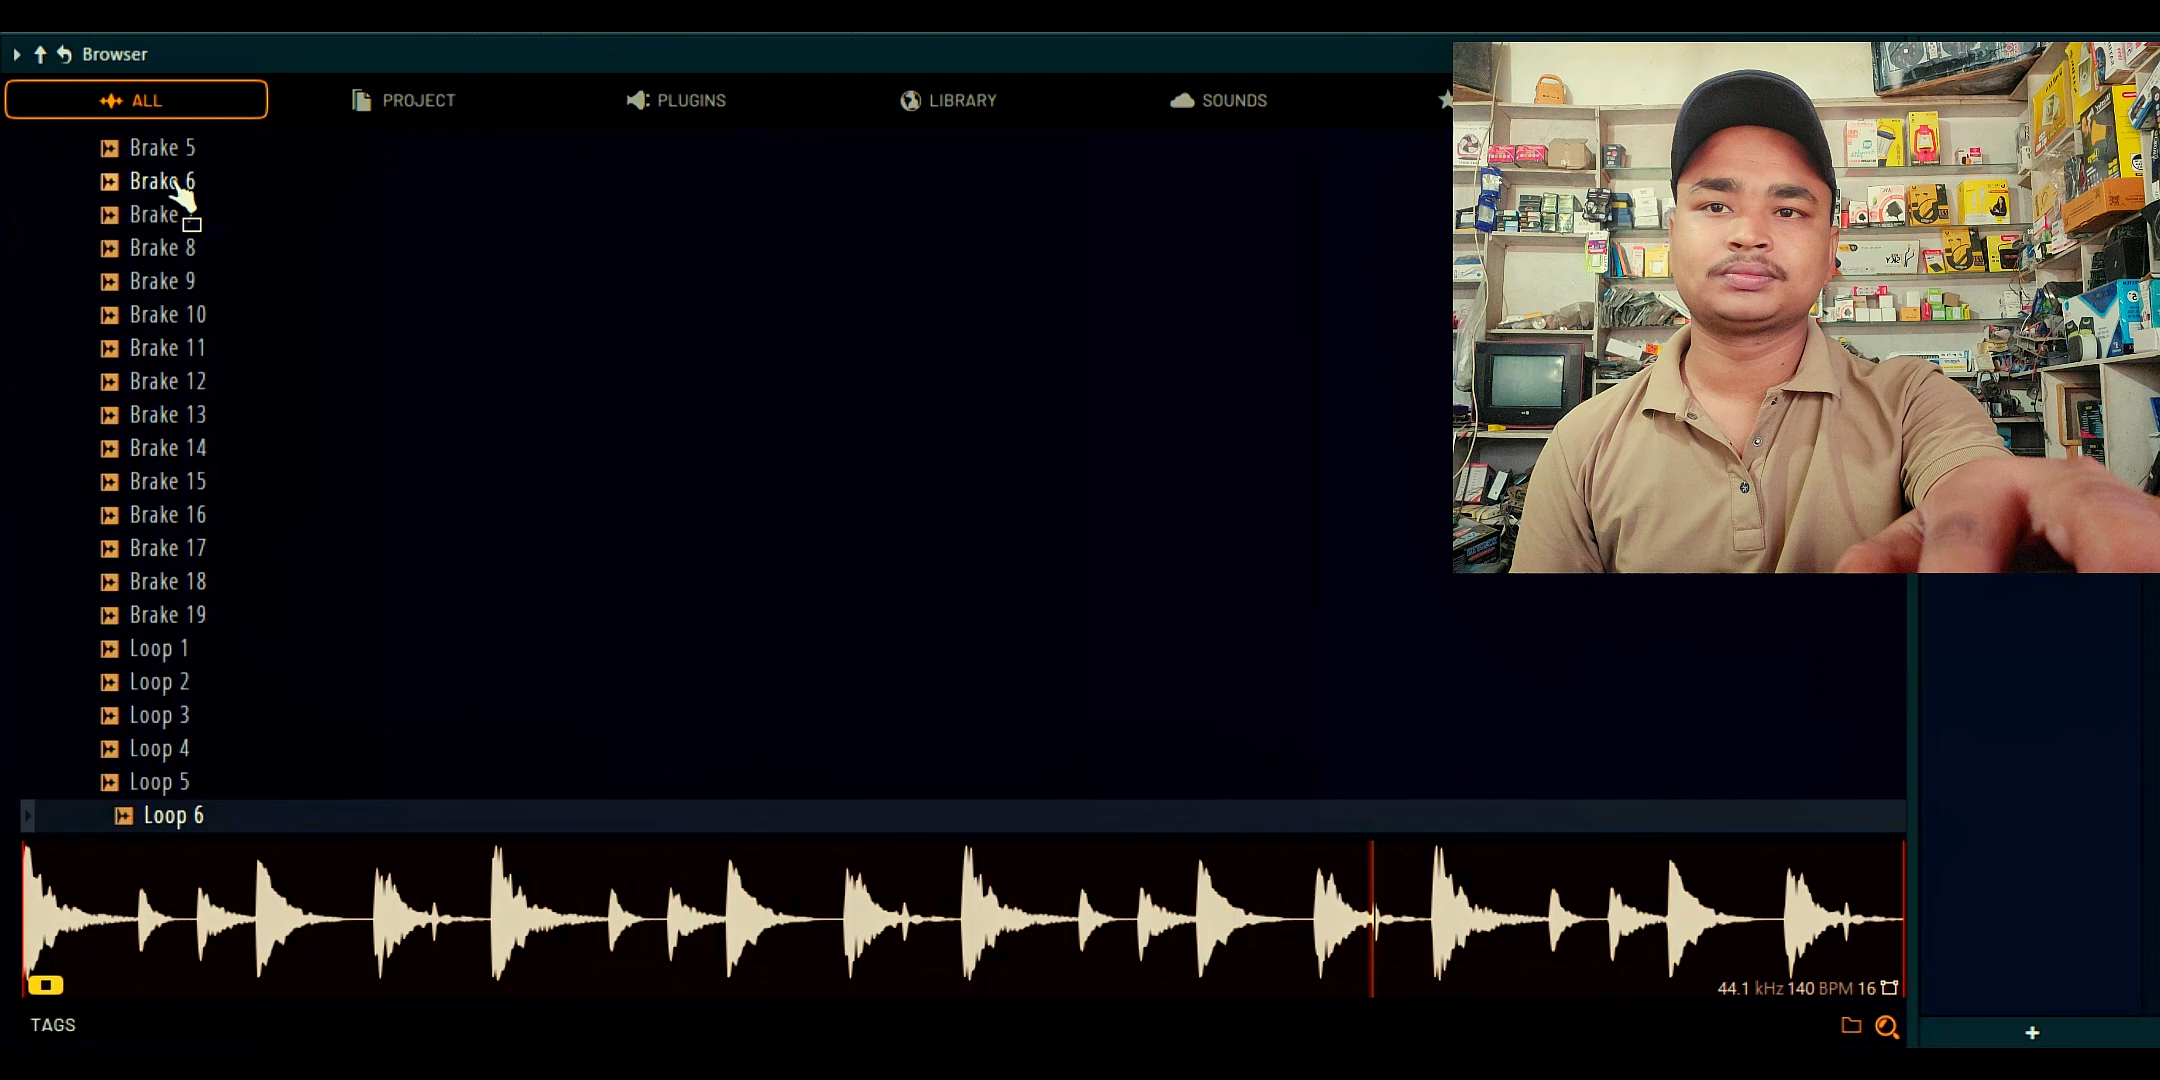 Browser
ALL
PROJECT
PLUGINS
LIBRARY
SOUNDS
Brake 5
Brake 6
Brake
Brake 8
Brake 9
Brake 10
Brake 11
Brake 12
Brake 13
Brake 14
Brake 15
Brake 16
Brake 17
Brake 18
Brake 19
Loop 1
Loop 2
Loop 3
Loop 4
Loop 5
Loop 6
44.1 kHz 140 BPM 16
TAGS